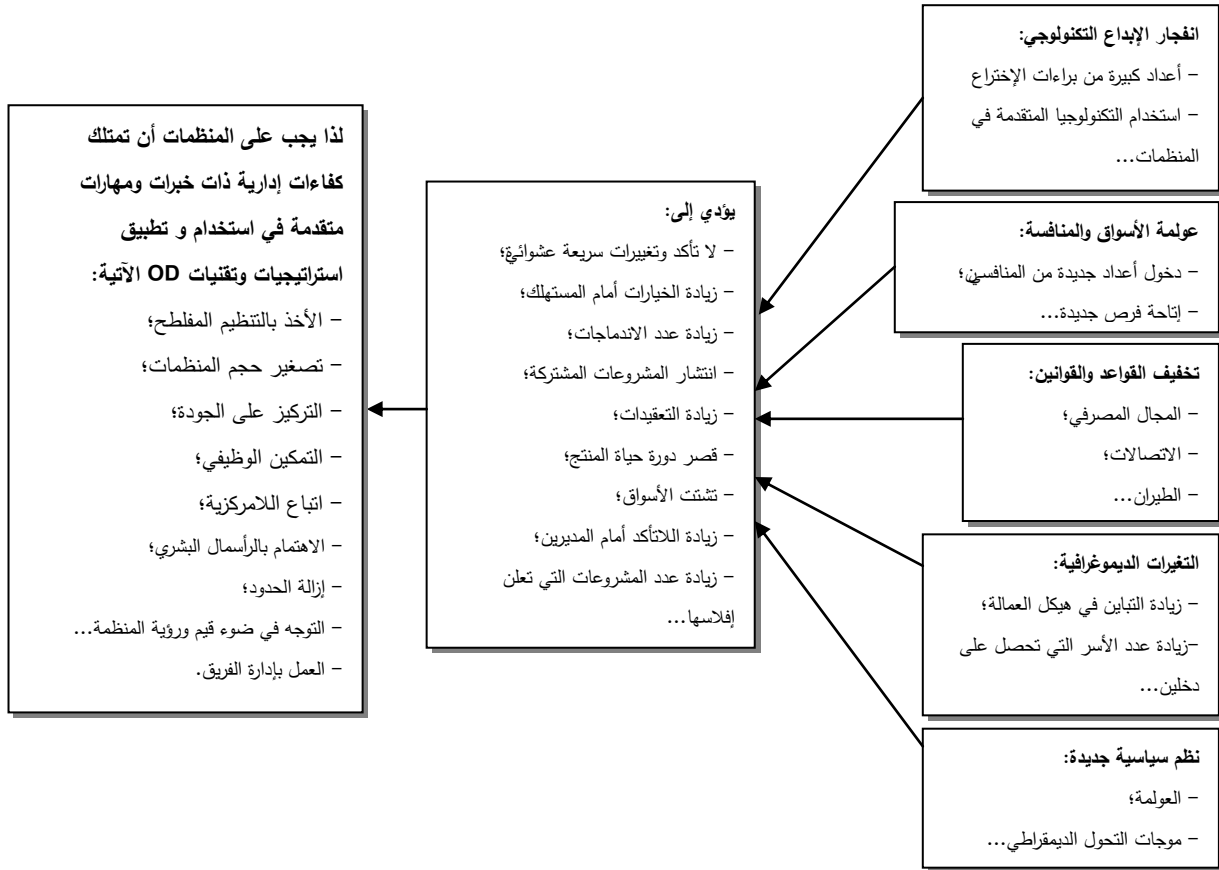 انفجار الإبداع التكنولوجي:
– أعداد كبيرة من براءات الإختراع
– استخدام التكنولوجيا المتقدمة في
المنظمات...
عولمة الأسواق والمنافسة:
– دخول أعداد جديدة من المنافسين؛
– إتاحة فرص جديدة...
تخفيف القواعد والقوانين:
– المجال المصرفي؛
– الاتصالات؛
– الطيران...
التغيرات الديموغرافية:
– زيادة التباين في هيكل العمالة؛
–زيادة عدد الأسر التي تحصل على
دخلين...
نظم سياسية جديدة:
– العولمة؛
– موجات التحول الديمقراطي...
يؤدي إلى:
– لا تأكد وتغييرات سريعة عشوائية؛
– زيادة الخيارات أمام المستهلك؛
– زيادة عدد الاندماجات؛
– انتشار المشروعات المشتركة؛
– زيادة التعقيدات؛
– قصر دورة حياة المنتج؛
– تشتت الأسواق؛
– زيادة اللاتأكد أمام المديرين؛
– زيادة عدد المشروعات التي تعلن
إفلاسها...
لذا يجب على المنظمات أن تمتلك
كفاءات إدارية ذات خبرات ومهارات
متقدمة في استخدام و تطبيق
استراتيجيات وتقنيات OD الآتية:
– الأخذ بالتنظيم المفلطح؛
– تصغير حجم المنظمات؛
– التركيز على الجودة؛
– التمكين الوظيفي؛
– اتباع اللامركزية؛
– الاهتمام بالرأسمال البشري؛
– إزالة الحدود؛
– التوجه في ضوء قيم ورؤية المنظمة...
– العمل بإدارة الفريق.